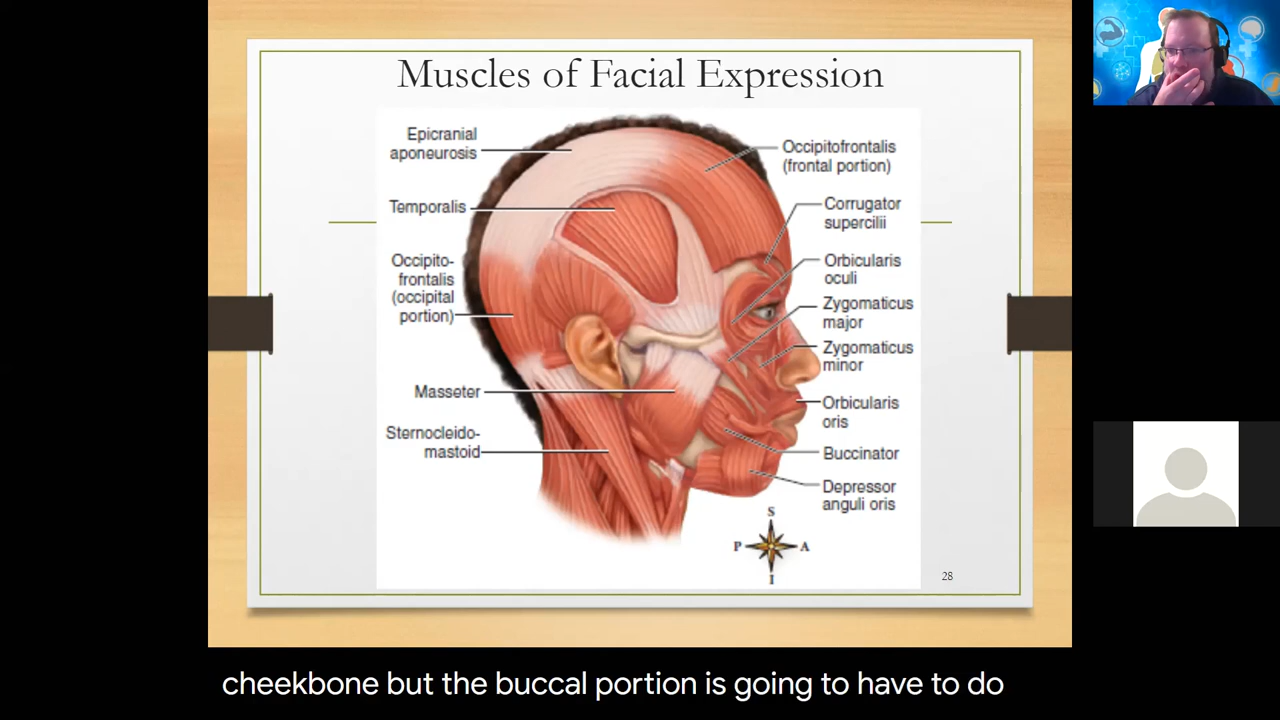 Muscles of Facial Expression
Epicranial
aponeurosis
Temporalis
Occipito-
frontalis
(occipital
portion)
Masseter
Sternocleido-
mastoid
Occipitofrontalis
(frontal portion)
Corrugator
supercilii
Orbicularis
oculi
Zygomaticus
major
Zygomaticus
minor
Orbicularis
oris
Buccinator
Depressor
anguli oris
S
P A
I
28
cheekbone but the buccal portion is going to have to do